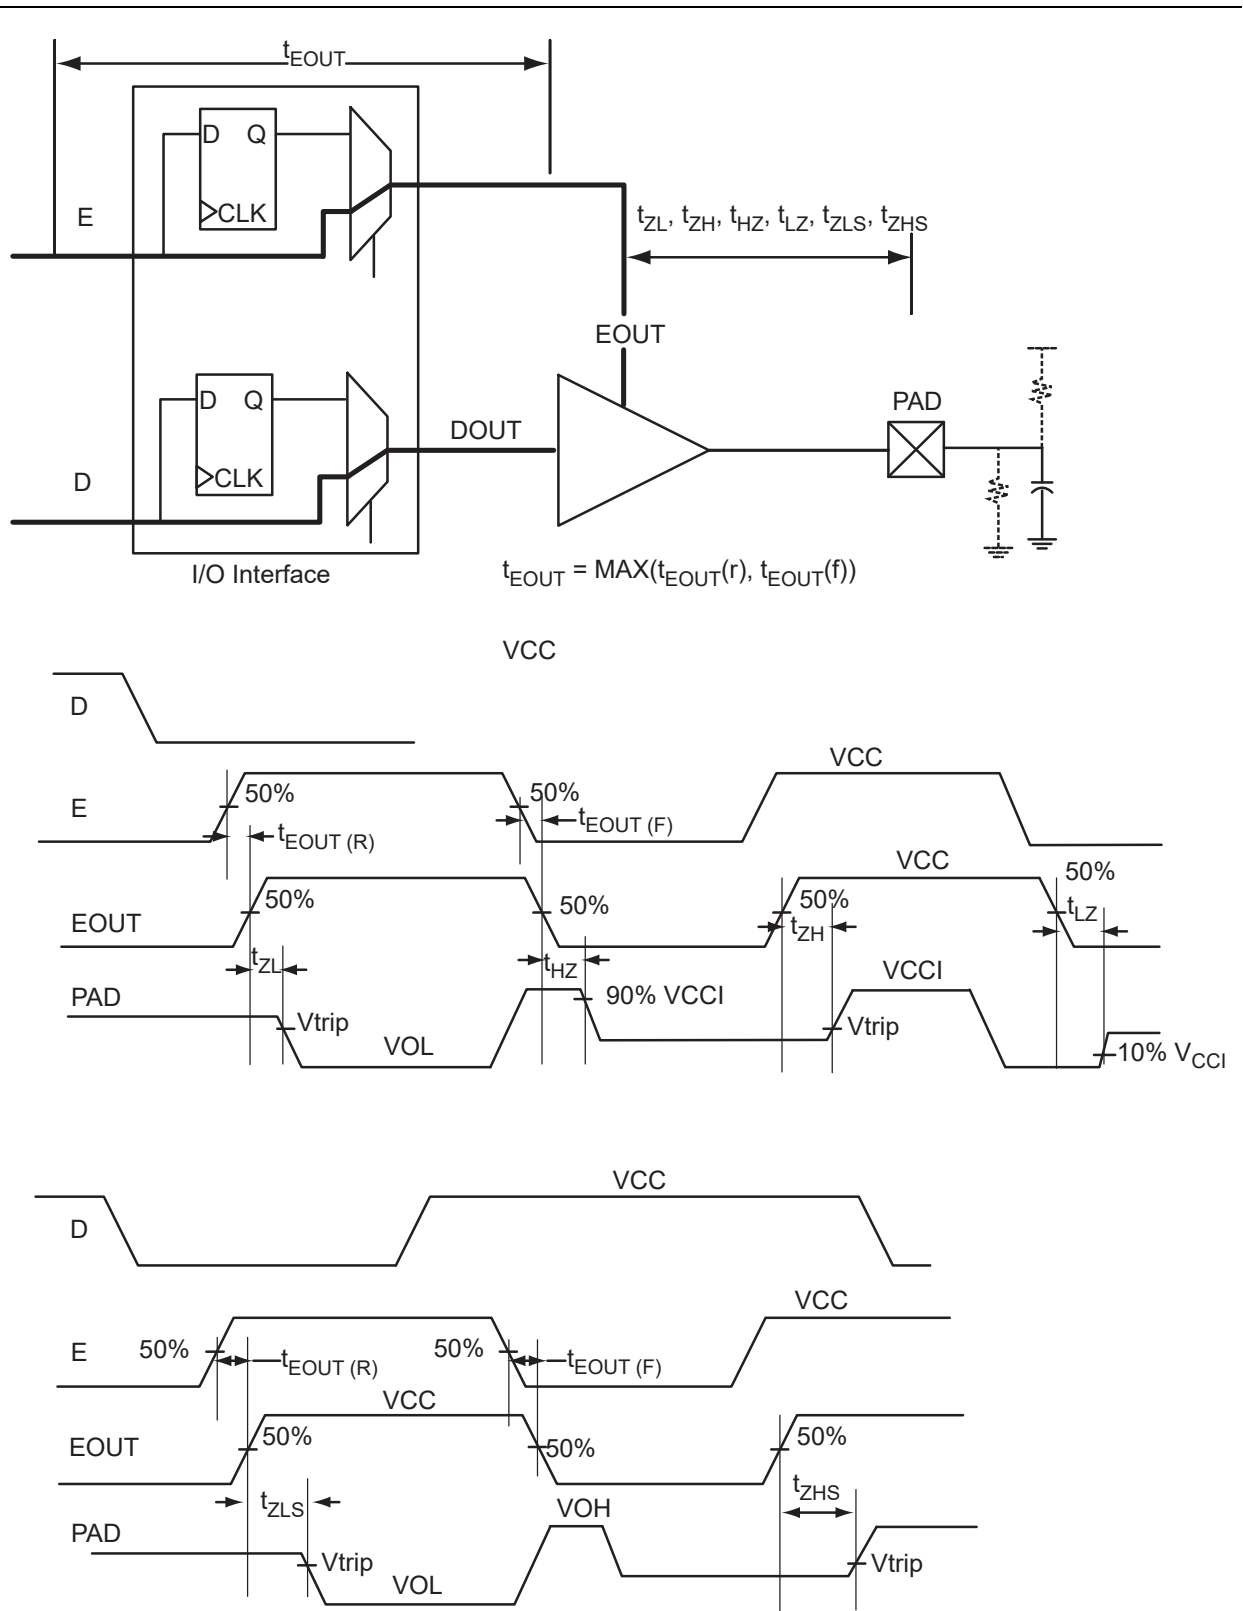 tEOUT
D Q
CLK
E
tZL, tZH, tHZ, tLZ, tZLS, tZHS
EOUT
D Q
CLK
DOUT
PAD
D
I/O Interface
tEOUT = MAX(tEOUT(r), tEOUT(f))
VCC
D
VCC
E
50%
50%
tEOUT (R)
tEOUT (F)
VCC
50%
EOUT
50%
50%
50%
tZL
tHZ
tZH
tLZ
PAD
VCCI
90% VCCI
Vtrip
Vtrip
VOL
10% VCCI
VCC
D
VCC
E
50%
50%
tEOUT (R)
tEOUT (F)
VCC
EOUT
50%
50%
50%
tZLS
tZHS
VOH
PAD
Vtrip
Vtrip
VOL